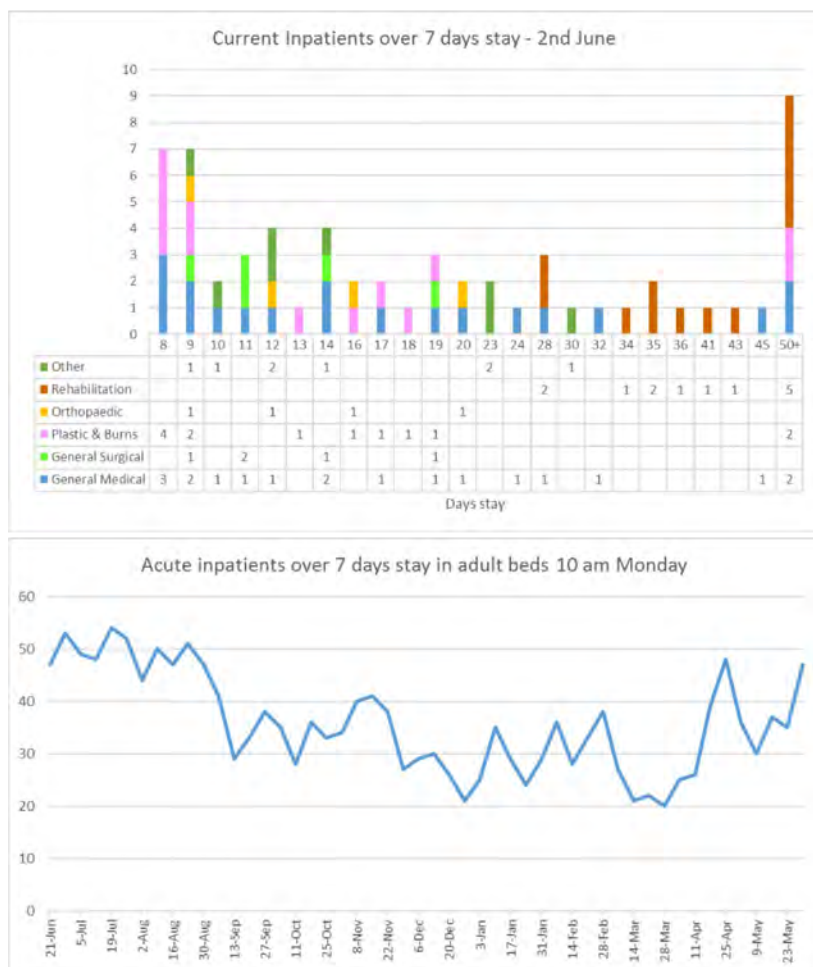 Current Inpatients over 7 days stay - 2nd June
10
9
8
7
6
5
4
3
2
1
0
8 9 10 11 12 13 14 16 17 18 19 20 23 24 28 30 32 34 35 36 41 43 45 50+
Other 1 1 2 1 2 1
Rehabilitation 2 1 2 1 1 1 5
Orthopaedic 1 1 1 1
Plastic & Burns 4 2 1 1 1 1 1 2
General Surgical 1 2 1 1
General Medical 3 2 1 1 1 2 1 1 1 1 1 1 1 2
Days stay
Acute inpatients over 7 days stay in adult beds 10 am Monday
60
50
40
30
20
10
0
21-Jun 5-Jul 19-Jul 2-Aug 16-Aug 30-Aug 13-Sep 27-Sep 11-Oct 25-Oct 8-Nov 22-Nov 6-Dec 20-Dec 3-Jan 17-Jan 31-Jan 14-Feb 28-Feb 14-Mar 28-Mar 11-Apr 25-Apr 9-May 23-May